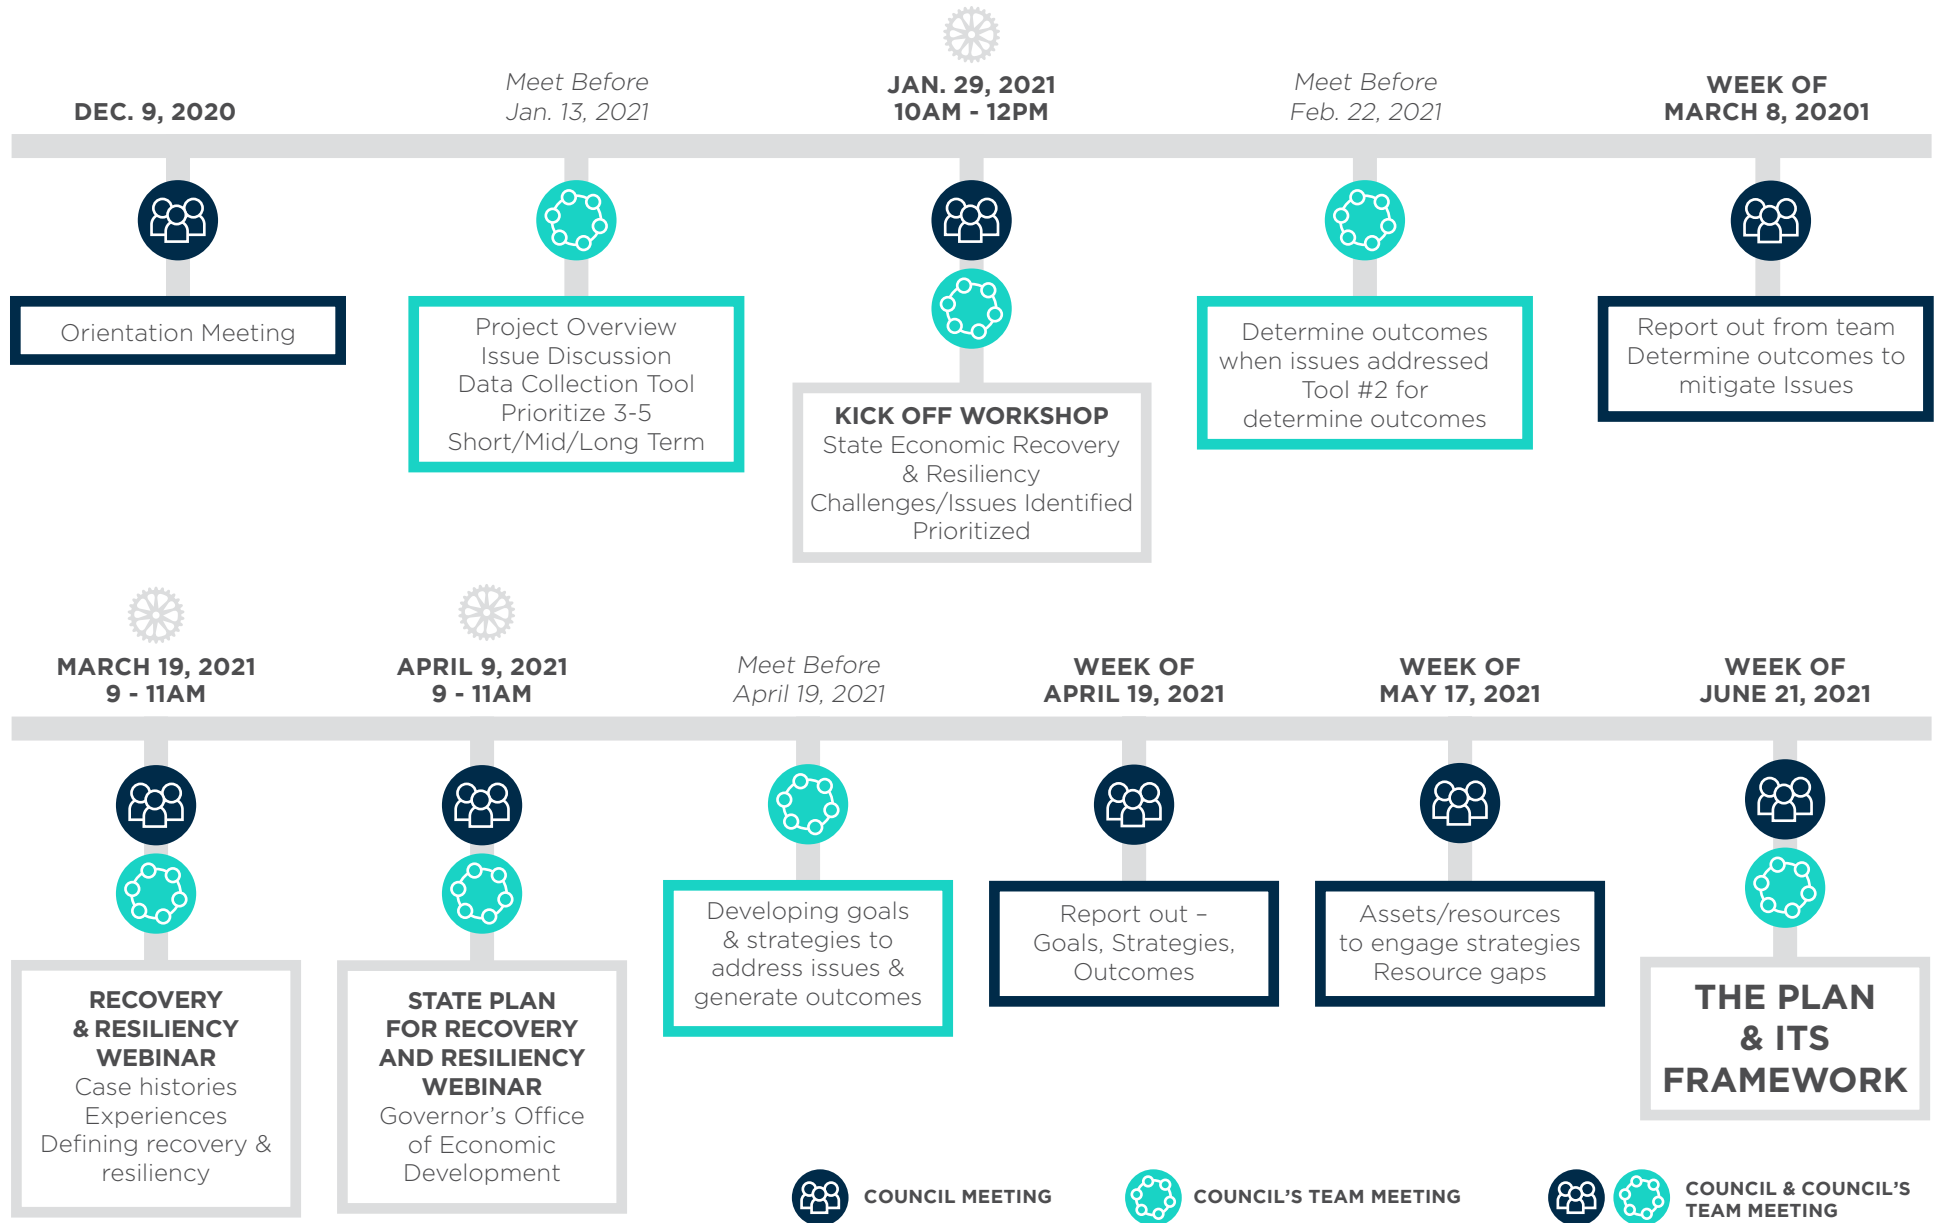 DEC. 9, 2020
Meet Before
Jan. 13, 2021
JAN. 29, 2021
10AM - 12PM
Meet Before
Feb. 22, 2021
WEEK OF
MARCH 8, 20201
Orientation Meeting
Project Overview
Issue Discussion
Data Collection Tool
Prioritize 3-5
Short/Mid/Long Term
KICK OFF WORKSHOP
State Economic Recovery
& Resiliency
Challenges/Issues Identified
Prioritized
Determine outcomes
when issues addressed
Tool #2 for
determine outcomes
Report out from team
Determine outcomes to
mitigate Issues
MARCH 19, 2021
9 - 11AM
APRIL 9, 2021
9 - 11AM
Meet Before
April 19, 2021
WEEK OF
APRIL 19, 2021
WEEK OF
MAY 17, 2021
WEEK OF
JUNE 21, 2021
RECOVERY
& RESILIENCY
WEBINAR
Case histories
Experiences
Defining recovery &
resiliency
STATE PLAN
FOR RECOVERY
AND RESILIENCY
WEBINAR
Governor's Office
of Economic
Development
Developing goals
& strategies to
address issues &
generate outcomes
Report out –
Goals, Strategies,
Outcomes
Assets/resources
to engage strategies
Resource gaps
THE PLAN
& ITS
FRAMEWORK
COUNCIL MEETING
COUNCIL'S TEAM MEETING
COUNCIL & COUNCIL'S
TEAM MEETING